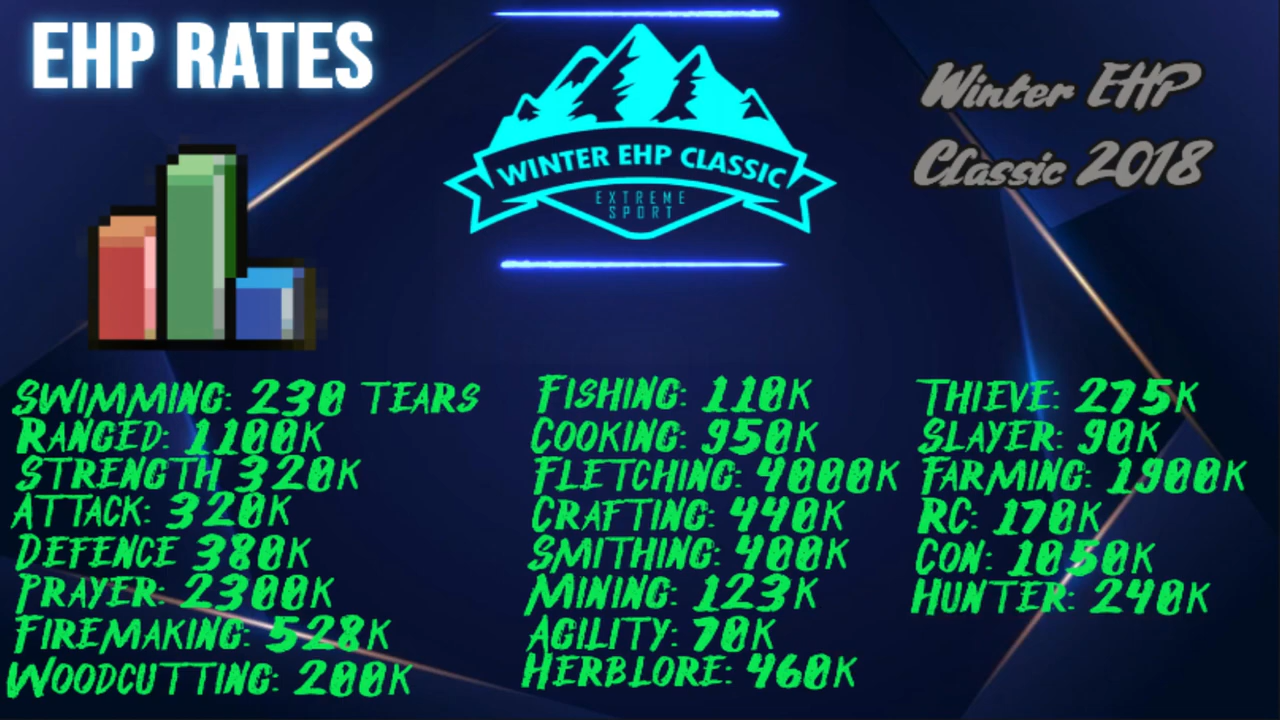 EHP RATES
WINTER EHP CLASSIC
EXTREME
SPORT
Winter EHP
Classic 2018
SWIMMING: 230 TEARS
RANGED: 1100K
STRENGTH 320K
ATTACK: 320K
DEFENCE 380K
PRAYER: 2300K
FIREMAKING: 528K
WOODCUTTING: 200K
FISHING: 110K
COOKING: 950K
FLETCHING: 4000K
CRAFTING: 440K
SMITHING: 400K
MINING: 123K
AGILITY: 70K
HERBLORE: 460K
THIEVE: 275K
SLAYER: 90K
FARMING: 1900K
RC: 170K
CON: 1050K
HUNTER: 240K